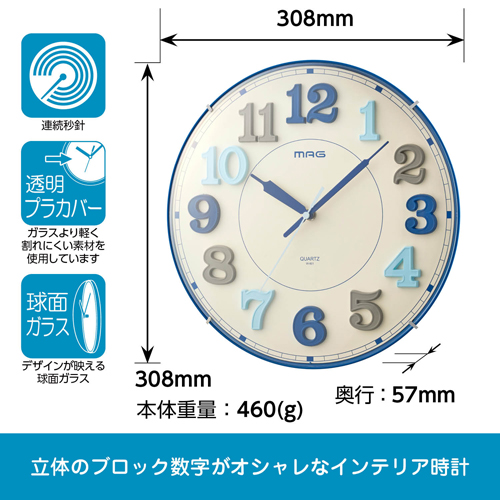 308mm
連続秒針
透明
プラカバー
ガラスより軽く
割れにくい素材を
使用しています
球面
ガラス
デザインが映える
球面ガラス
12
1
2
3
4
5
6
7
8
9
10
11
MAG
QUARTZ
308mm
本体重量：460(g)
奥行：57mm
立体のブロック数字がオシャレなインテリア時計